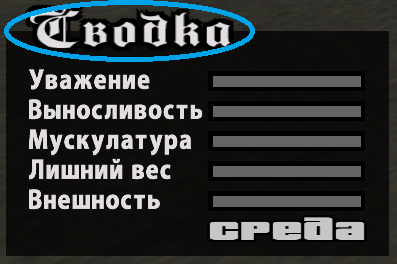 Сводка
Уважение
Выносливость
Мускулатура
Лишний вес
Внешность
среда